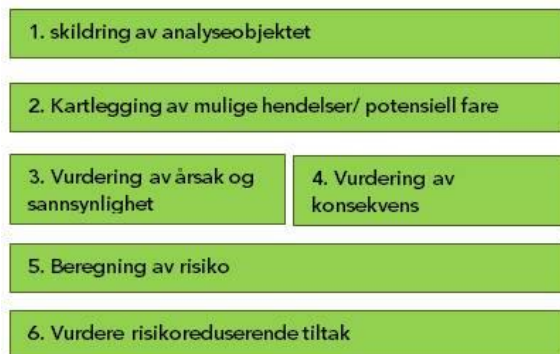 1. skildring av analyseobjektet
2. Kartlegging av mulige hendelser/ potensiell fare
3. Vurdering av årsak og
sannsynlighet
4. Vurdering av
konsekvens
5. Beregning av risiko
6. Vurdere risikoreduserende tiltak